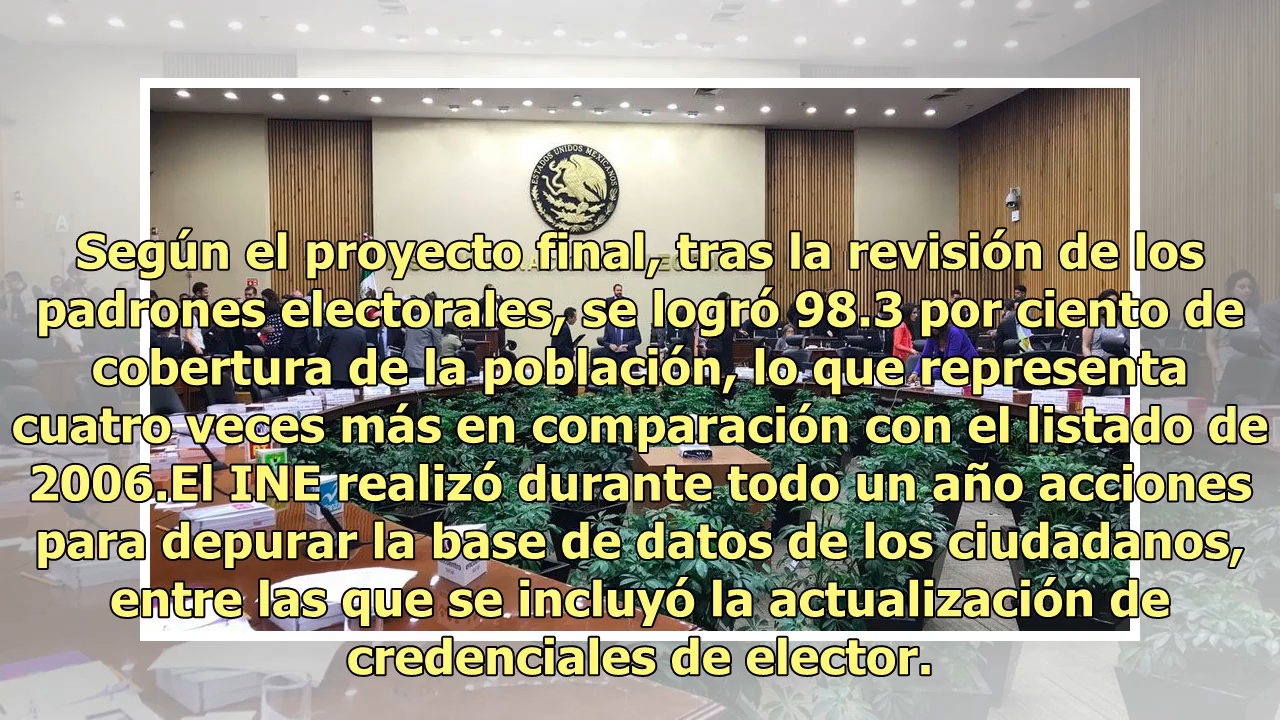 ESTADOS UNIDOS MEXICANOS
Según el proyecto final, tras la revisión de los
padrones electorales, se logró 98.3 por ciento de
cobertura de la población, lo que representa
cuatro veces más en comparación con el listado de
2006.El INE realizó durante todo un año acciones
para depurar la base de datos de los ciudadanos,
entre las que se incluyó la actualización de
credenciales de elector.